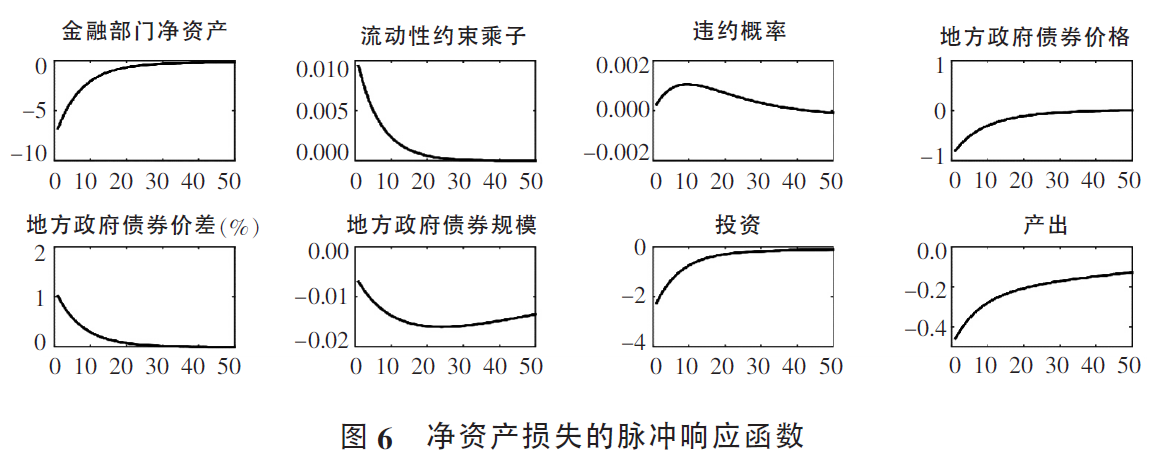 金融部门净资产
0
−5
−10
0 10 20 30 40 50
流动性约束乘子
0.010
0.005
0.000
0 10 20 30 40 50
违约概率
0.002
0.000
−0.002
0 10 20 30 40 50
地方政府债券价格
1
0
−1
0 10 20 30 40 50
地方政府债券价差(%)
2
1
0
0 10 20 30 40 50
地方政府债券规模
0.00
−0.01
−0.02
0 10 20 30 40 50
投资
0
−2
−4
0 10 20 30 40 50
产出
0.0
−0.2
−0.4
0 10 20 30 40 50
图 6 净资产损失的脉冲响应函数